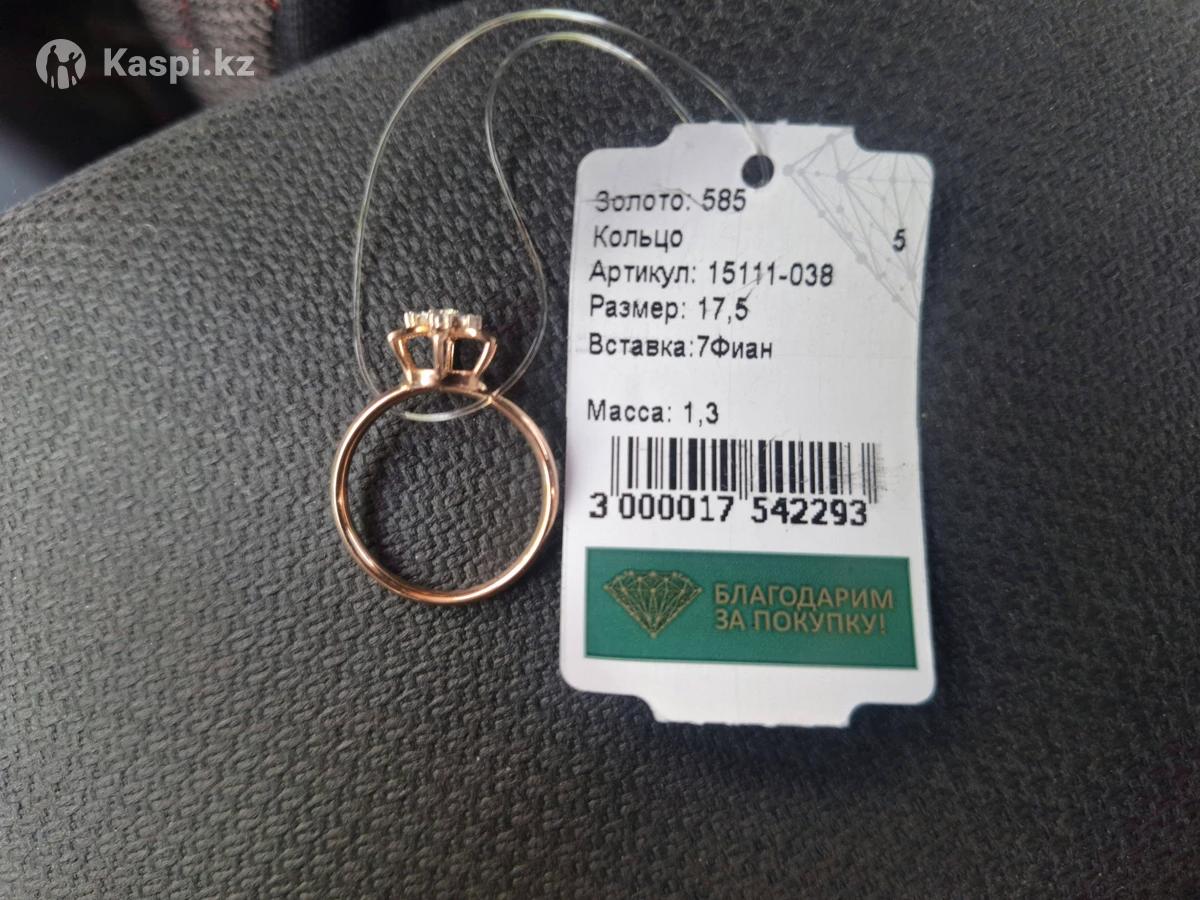 Kaspi.kz
Золото: 585
Кольцо 5
Артикул: 15111-038
Размер: 17,5
Вставка:7Фиан
Масса: 1,3
3 000017 542293
БЛАГОДАРИМ
ЗА ПОКУПКУ!